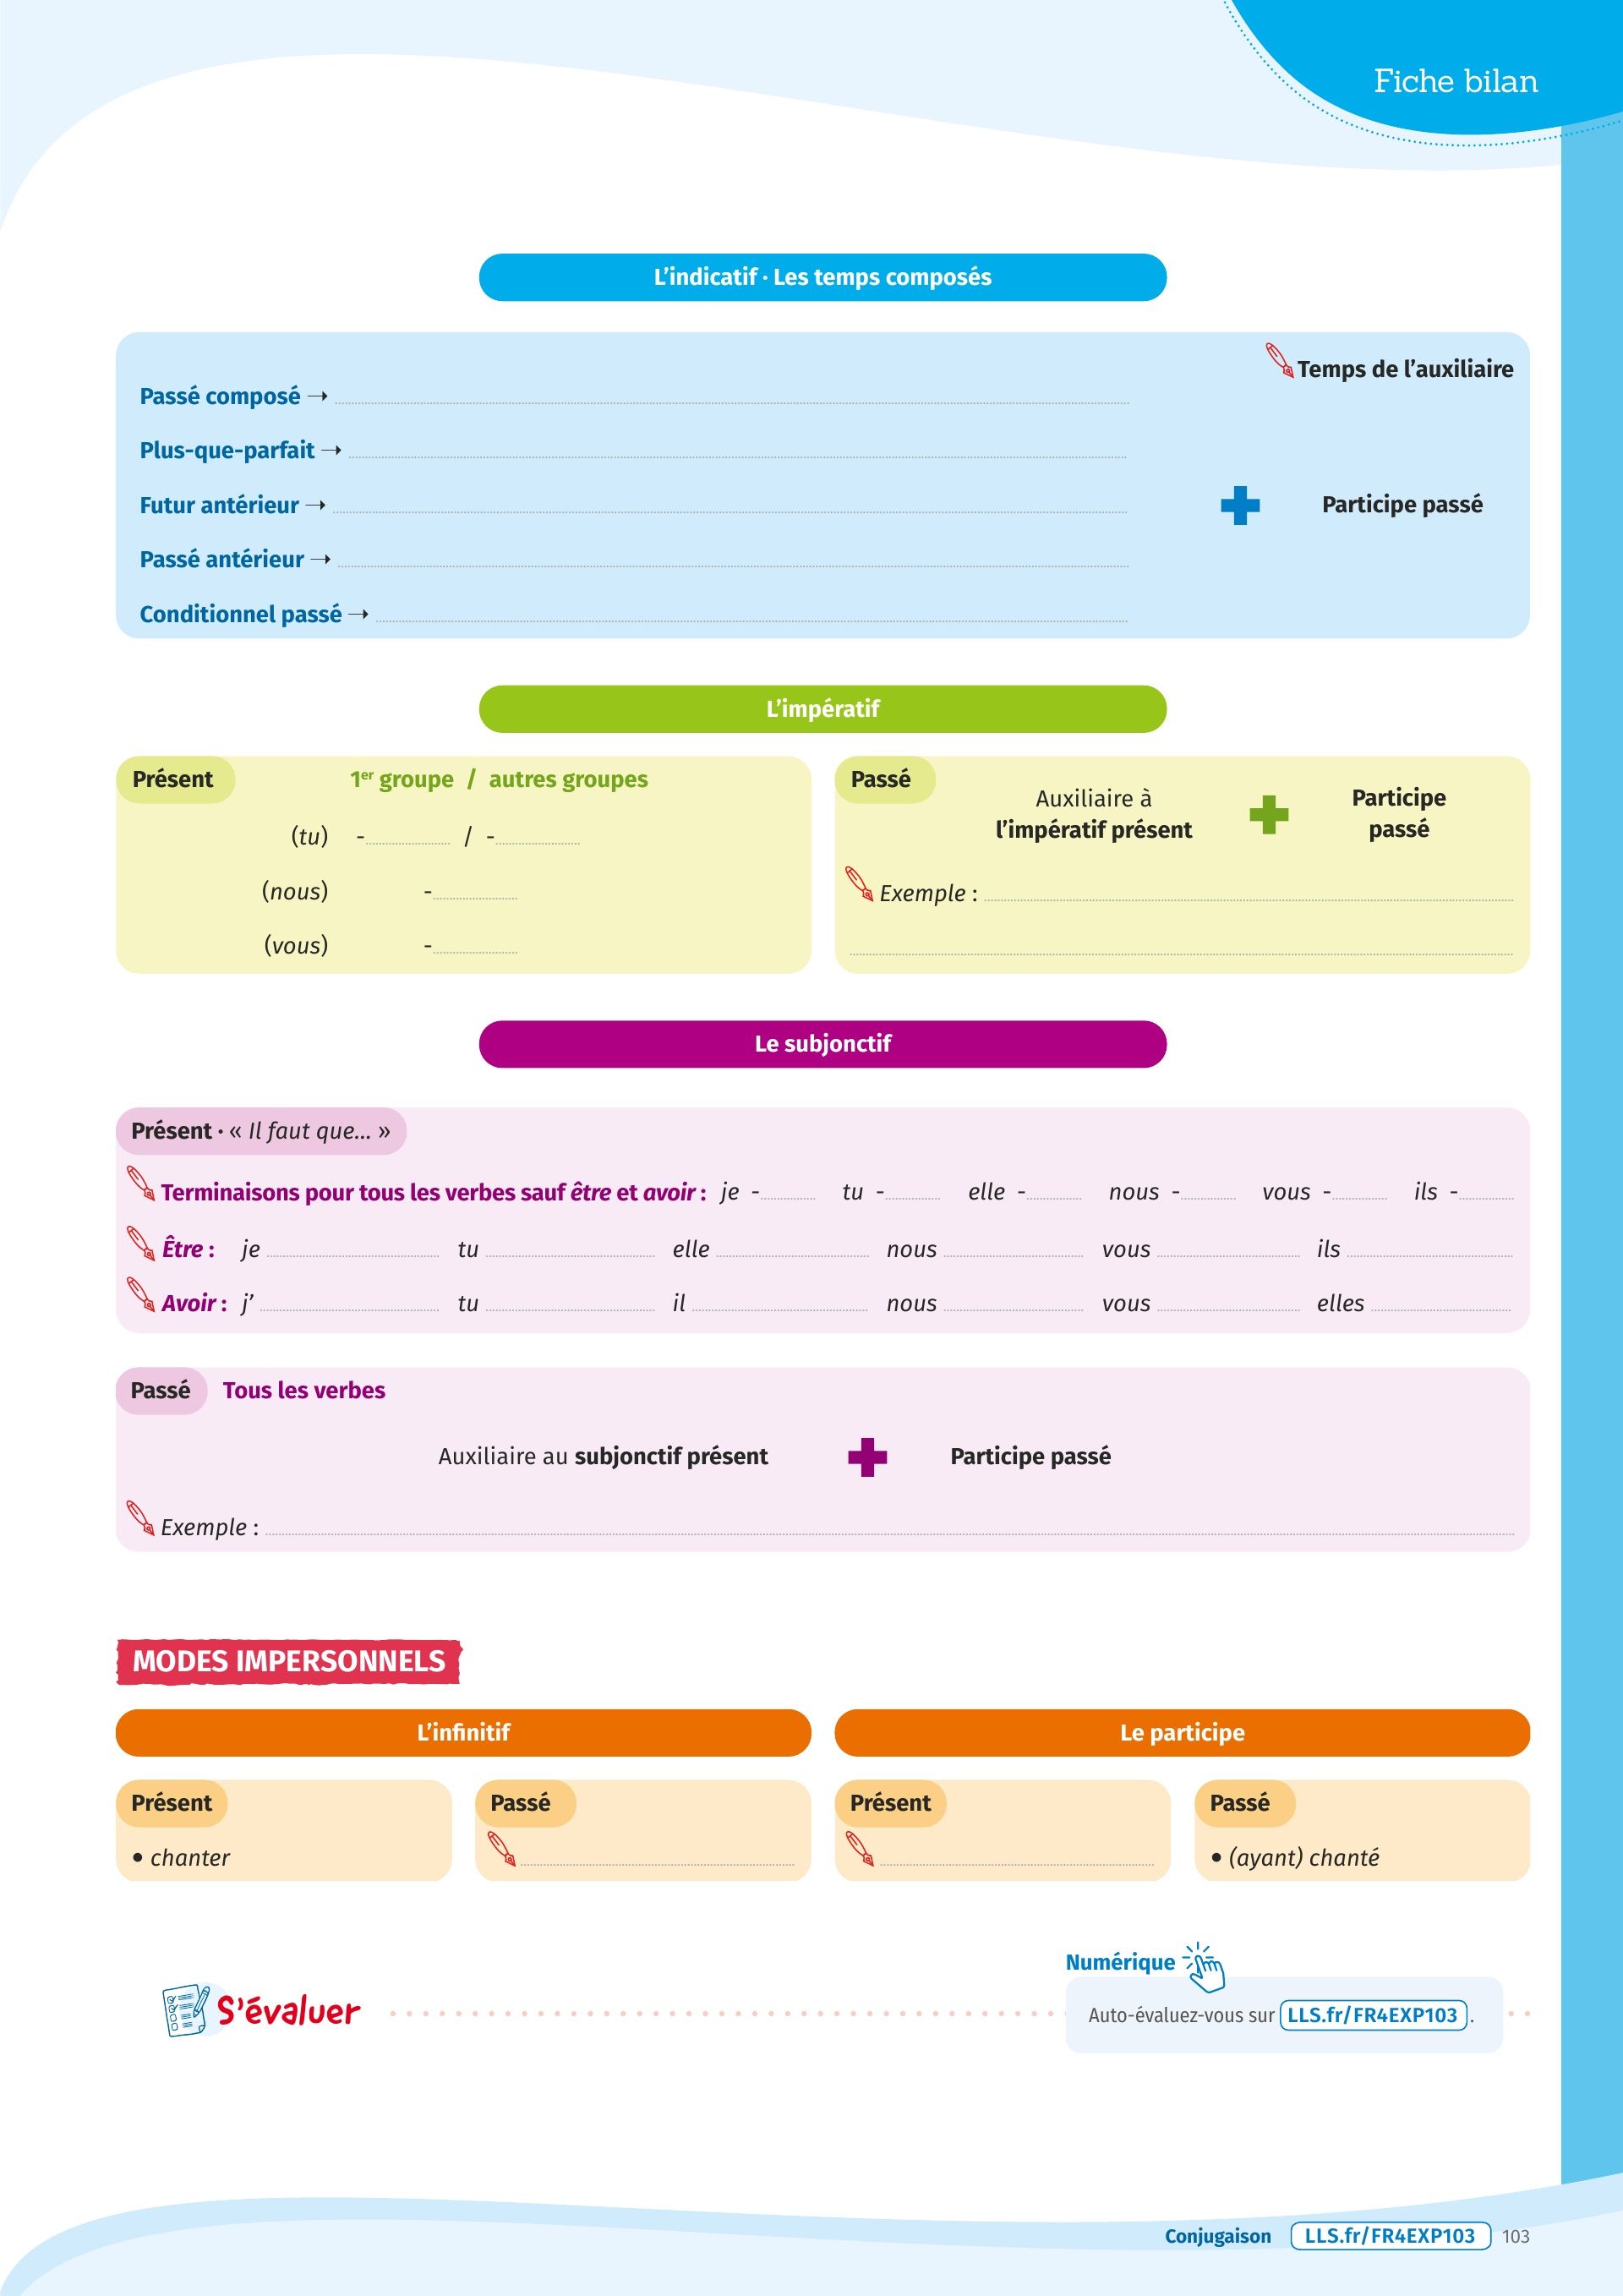 Fiche bilan
L’indicatif · Les temps composés
Temps de l’auxiliaire
Passé composé →
Plus-que-parfait →
Futur antérieur →
Participe passé
Passé antérieur →
Conditionnel passé →
L’impératif
Présent
1er groupe / autres groupes
(tu) - / -
(nous) -
(vous) -
Passé
Auxiliaire à
l’impératif présent
Participe
passé
Exemple :
Le subjonctif
Présent · « Il faut que... »
Terminaisons pour tous les verbes sauf être et avoir : je - tu - elle - nous - vous - ils -
Être : je tu elle nous vous ils
Avoir : j’ tu il nous vous elles
Passé Tous les verbes
Auxiliaire au subjonctif présent Participe passé
Exemple :
MODES IMPERSONNELS
L’infinitif
Le participe
Présent
• chanter
Passé
Présent
Passé
• (ayant) chanté
S’évaluer
Numérique
Auto-évaluez-vous sur LLS.fr/FR4EXP103 .
Conjugaison LLS.fr/FR4EXP103 103